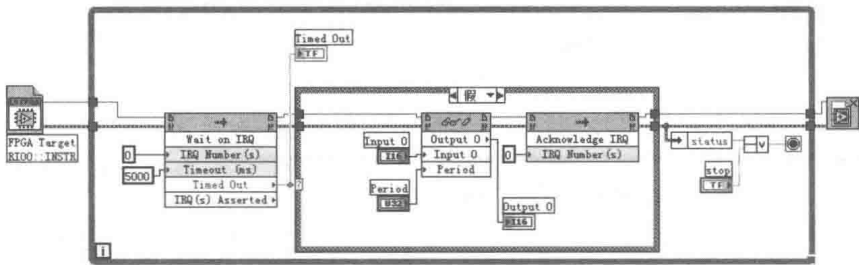 Timed Out
TF
假
FPGA Target
RIO0::INSTR
Wait on IRQ
0
IRQ Number(s)
5000
Timeout (ms)
Timed Out
?
IRQ(s) Asserted
Input 0
I16
Output 0
Input 0
Period
Period
U32
Output 0
I16
Acknowledge IRQ
0
IRQ Number(s)
status
v
stop
TF
i